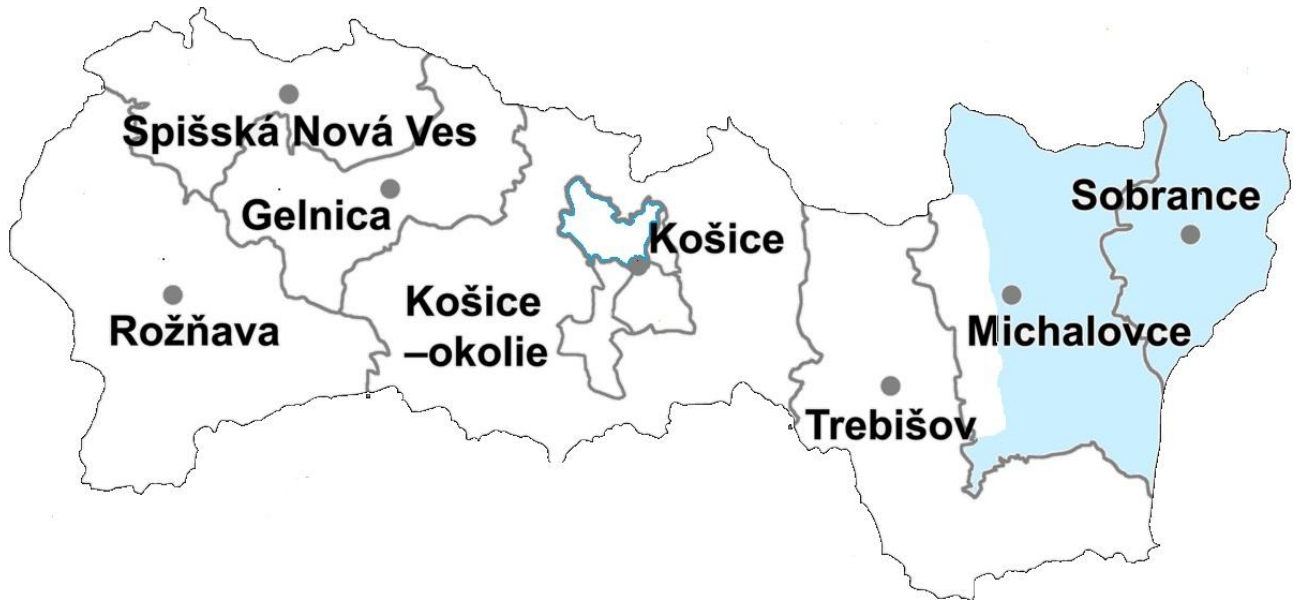 Spišská Nová Ves
Gelnica
Rožňava
Košice
–okolie
Košice
Trebišov
Michalovce
Sobrance